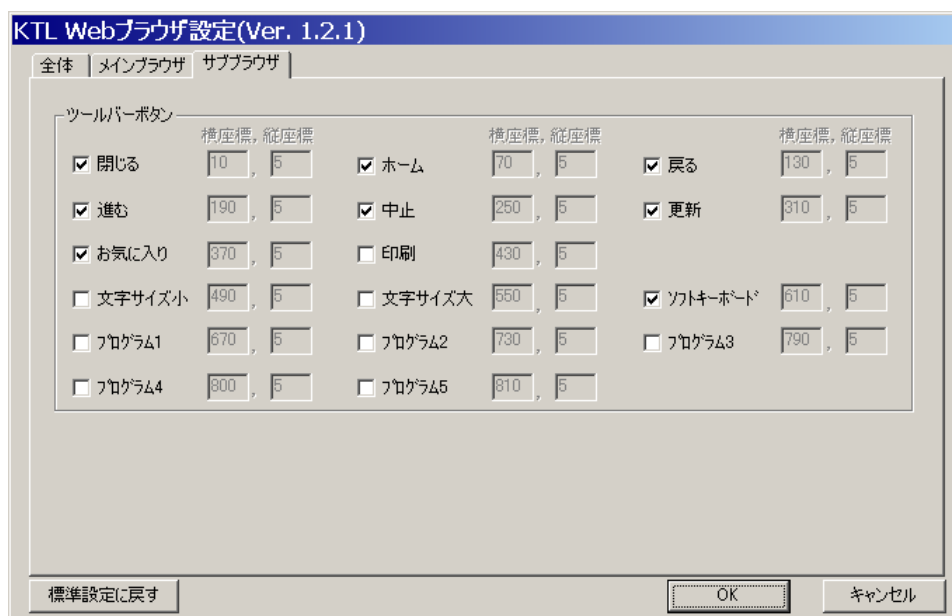 KTL Webブラウザ設定(Ver. 1.2.1)
全体 メインブラウザ サブブラウザ
ツールバーボタン
横座標, 縦座標 横座標, 縦座標 横座標, 縦座標
閉じる 10 , 5 ホーム 70 , 5 戻る 130 , 5
進む 190 , 5 中止 250 , 5 更新 310 , 5
お気に入り 370 , 5 印刷 430 , 5
文字サイズ小 490 , 5 文字サイズ大 550 , 5 ソフトキーボード 610 , 5
プログラム1 670 , 5 プログラム2 730 , 5 プログラム3 790 , 5
プログラム4 800 , 5 プログラム5 810 , 5
標準設定に戻す OK キャンセル